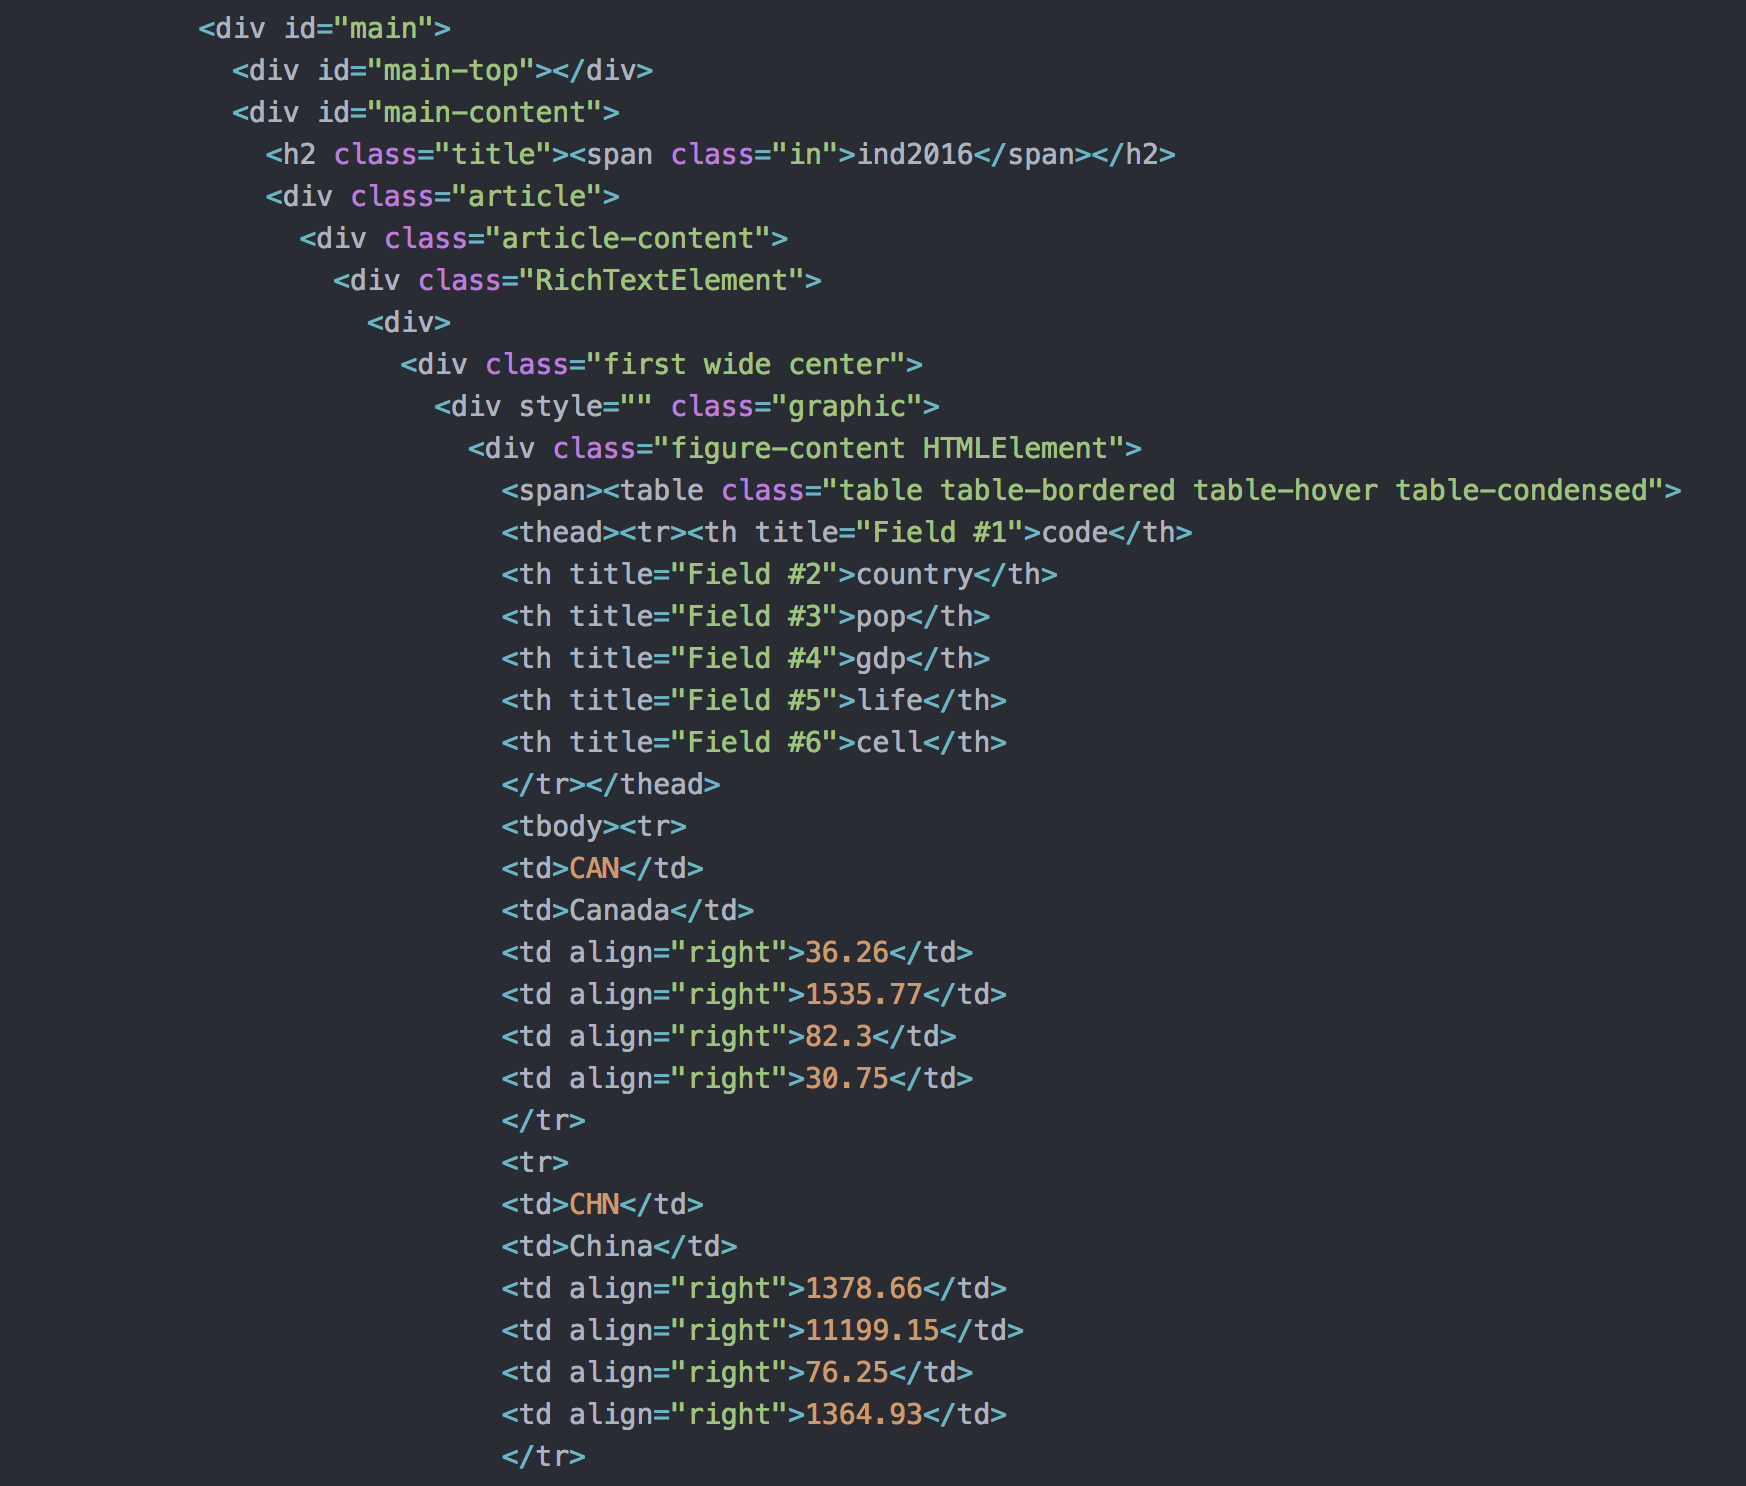 <div id="main">
<div id="main-top"></div>
<div id="main-content">
<h2 class="title"><span class="in">ind2016</span></h2>
<div class="article">
<div class="article-content">
<div class="RichTextElement">
<div>
<div class="first wide center">
<div style="" class="graphic">
<div class="figure-content HTMLElement">
<span><table class="table table-bordered table-hover table-condensed">
<thead><tr><th title="Field #1">code</th>
<th title="Field #2">country</th>
<th title="Field #3">pop</th>
<th title="Field #4">gdp</th>
<th title="Field #5">life</th>
<th title="Field #6">cell</th>
</tr></thead>
<tbody><tr>
<td>CAN</td>
<td>Canada</td>
<td align="right">36.26</td>
<td align="right">1535.77</td>
<td align="right">82.3</td>
<td align="right">30.75</td>
</tr>
<tr>
<td>CHN</td>
<td>China</td>
<td align="right">1378.66</td>
<td align="right">11199.15</td>
<td align="right">76.25</td>
<td align="right">1364.93</td>
</tr>